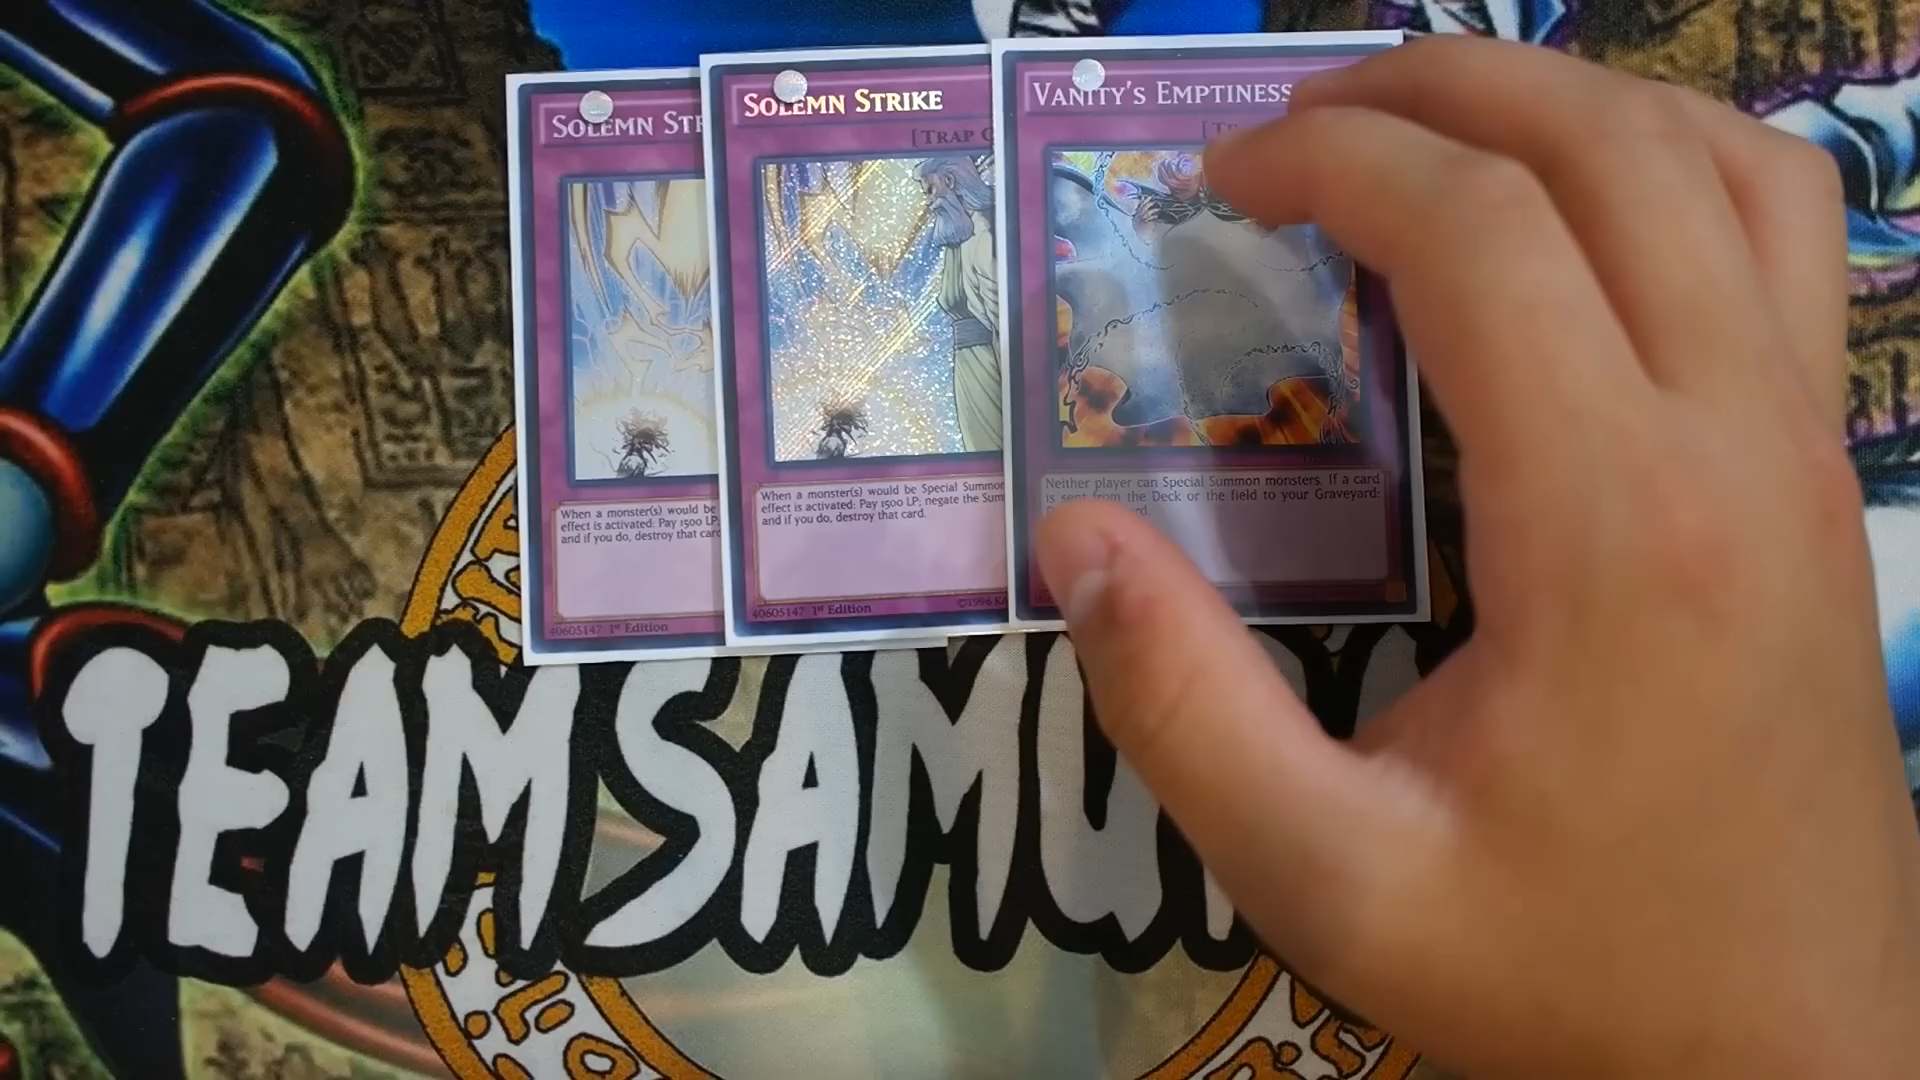 SOLEMN
When a monster(s) would be
effect is activated: Pay 1500 LP;
and if you do, destroy that card
40605147 1st Edition
SOLEMN STRIKE
[TRAP
When a monster(s) would be Special Summon
effect is activated: Pay 1500 LP; negate the Sum
and if you do, destroy that card.
40605147 1st Edition
©1996
VANITY'S EMPTINESS
Neither player can Special Summon monsters. If a card
is sent from the Deck or the field to your Graveyard:
TEAM SAMU